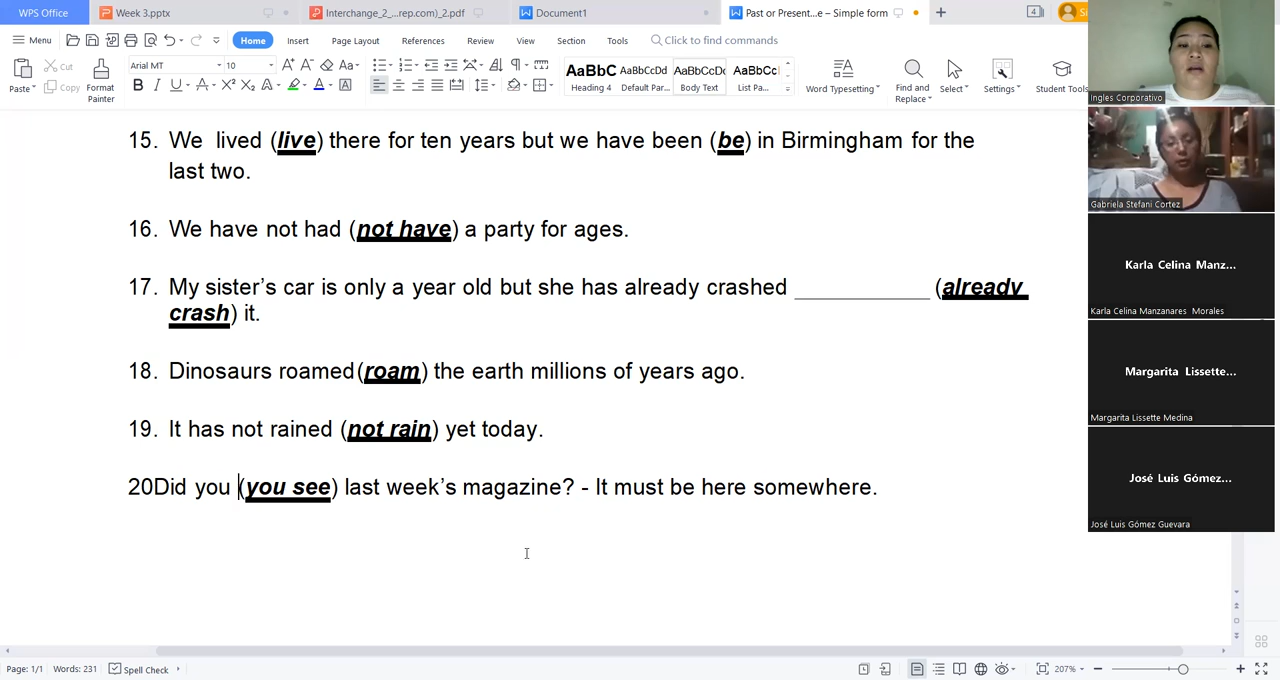 WPS Office
Week 3.pptx
Interchange_2_...rep.com)_2.pdf
Document1
Past or Present...e – Simple form
4
Menu
Home
Insert
Page Layout
References
Review
View
Section
Tools
Click to find commands
Paste
Cut
Copy
Format
Painter
Arial MT
10
AaBbC
Heading 4
AaBbCcDd
Default Par...
AaBbCcDc
Body Text
AaBbCc
List Pa...
Word Typesetting
Find and
Replace
Select
Settings
Student Tools
15. We lived (live) there for ten years but we have been (be) in Birmingham for the
last two.
16. We have not had (not have) a party for ages.
17. My sister’s car is only a year old but she has already crashed ___________ (already
crash) it.
18. Dinosaurs roamed(roam) the earth millions of years ago.
19. It has not rained (not rain) yet today.
20Did you (you see) last week’s magazine? - It must be here somewhere.
Ingles Corporativo
Gabriela Stefani Cortez
Karla Celina Manz...
Karla Celina Manzanares Morales
Margarita Lissette...
Margarita Lissette Medina
José Luis Gómez...
José Luis Gómez Guevara
Page: 1/1
Words: 231
Spell Check
207%